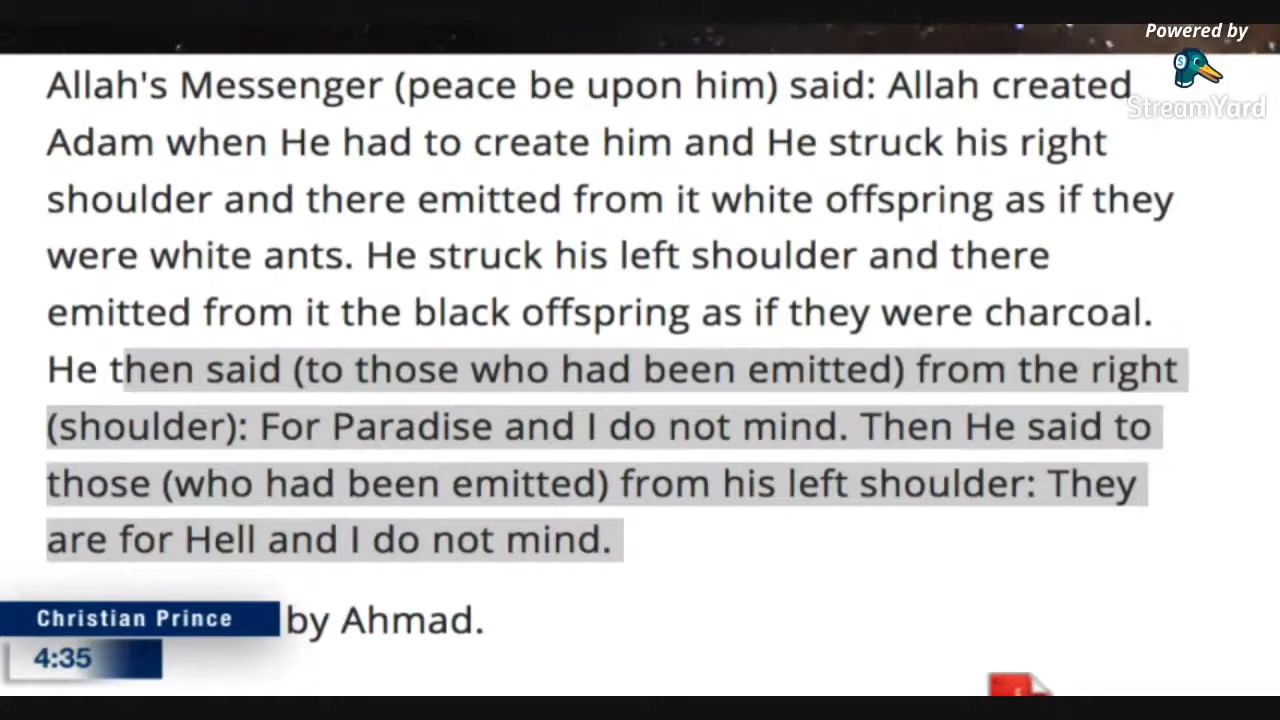 Powered by
StreamYard
Allah's Messenger (peace be upon him) said: Allah created
Adam when He had to create him and He struck his right
shoulder and there emitted from it white offspring as if they
were white ants. He struck his left shoulder and there
emitted from it the black offspring as if they were charcoal.
He then said (to those who had been emitted) from the right
(shoulder): For Paradise and I do not mind. Then He said to
those (who had been emitted) from his left shoulder: They
are for Hell and I do not mind.
by Ahmad.
Christian Prince
4:35